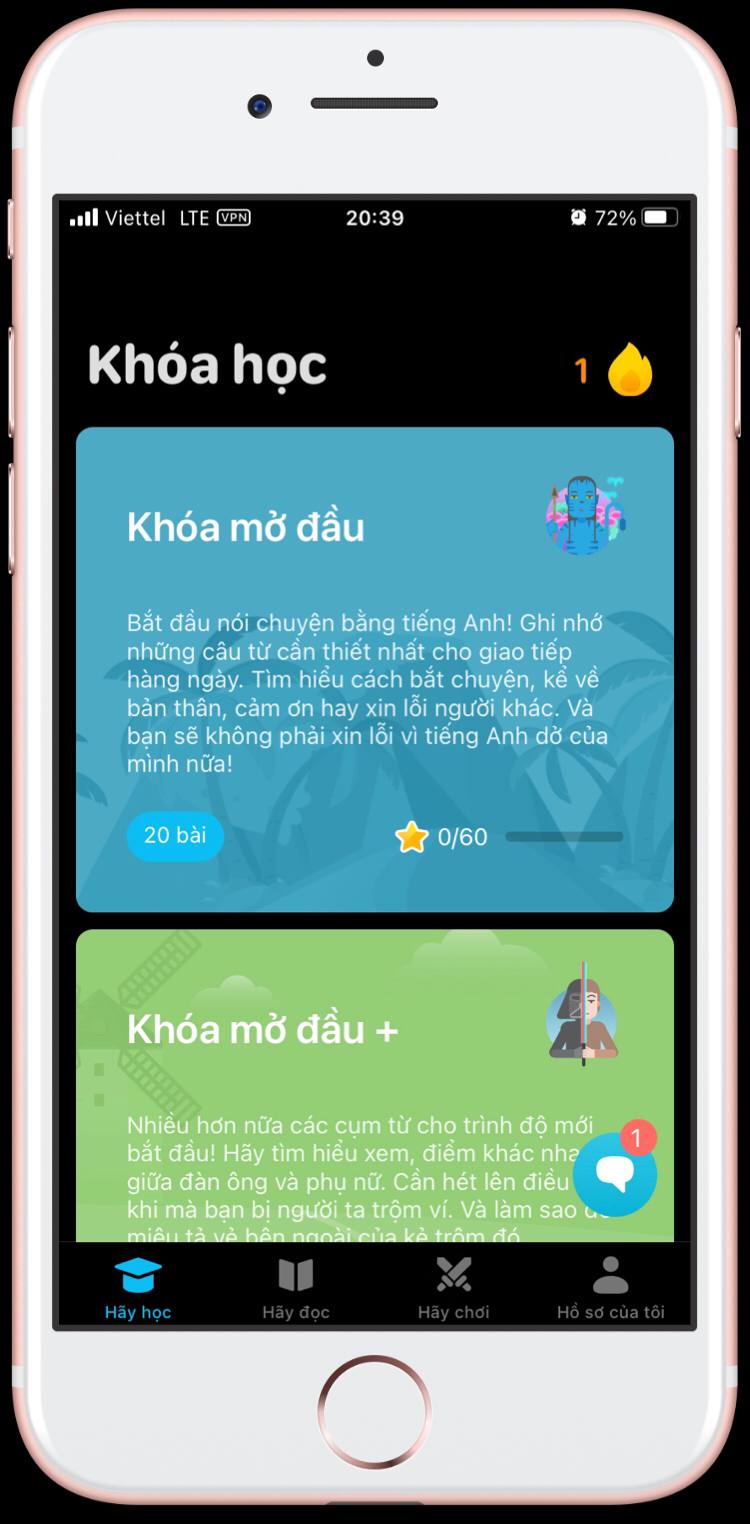 Viettel LTE VPN 20:39 72%
Khóa học 1
Khóa mở đầu
Bắt đầu nói chuyện bằng tiếng Anh! Ghi nhớ
những câu từ cần thiết nhất cho giao tiếp
hàng ngày. Tìm hiểu cách bắt chuyện, kể về
bản thân, cảm ơn hay xin lỗi người khác. Và
bạn sẽ không phải xin lỗi vì tiếng Anh dở của
mình nữa!
20 bài 0/60
Khóa mở đầu +
Nhiều hơn nữa các cụm từ cho trình độ mới
bắt đầu! Hãy tìm hiểu xem, điểm khác
giữa đàn ông và phụ nữ. Cần hét lên điều
khi mà bạn bị người ta trộm ví. Và làm sao
miêu tả vẻ bên ngoài của kẻ trộm đó
1
Hãy học Hãy đọc Hãy chơi Hồ sơ của tôi